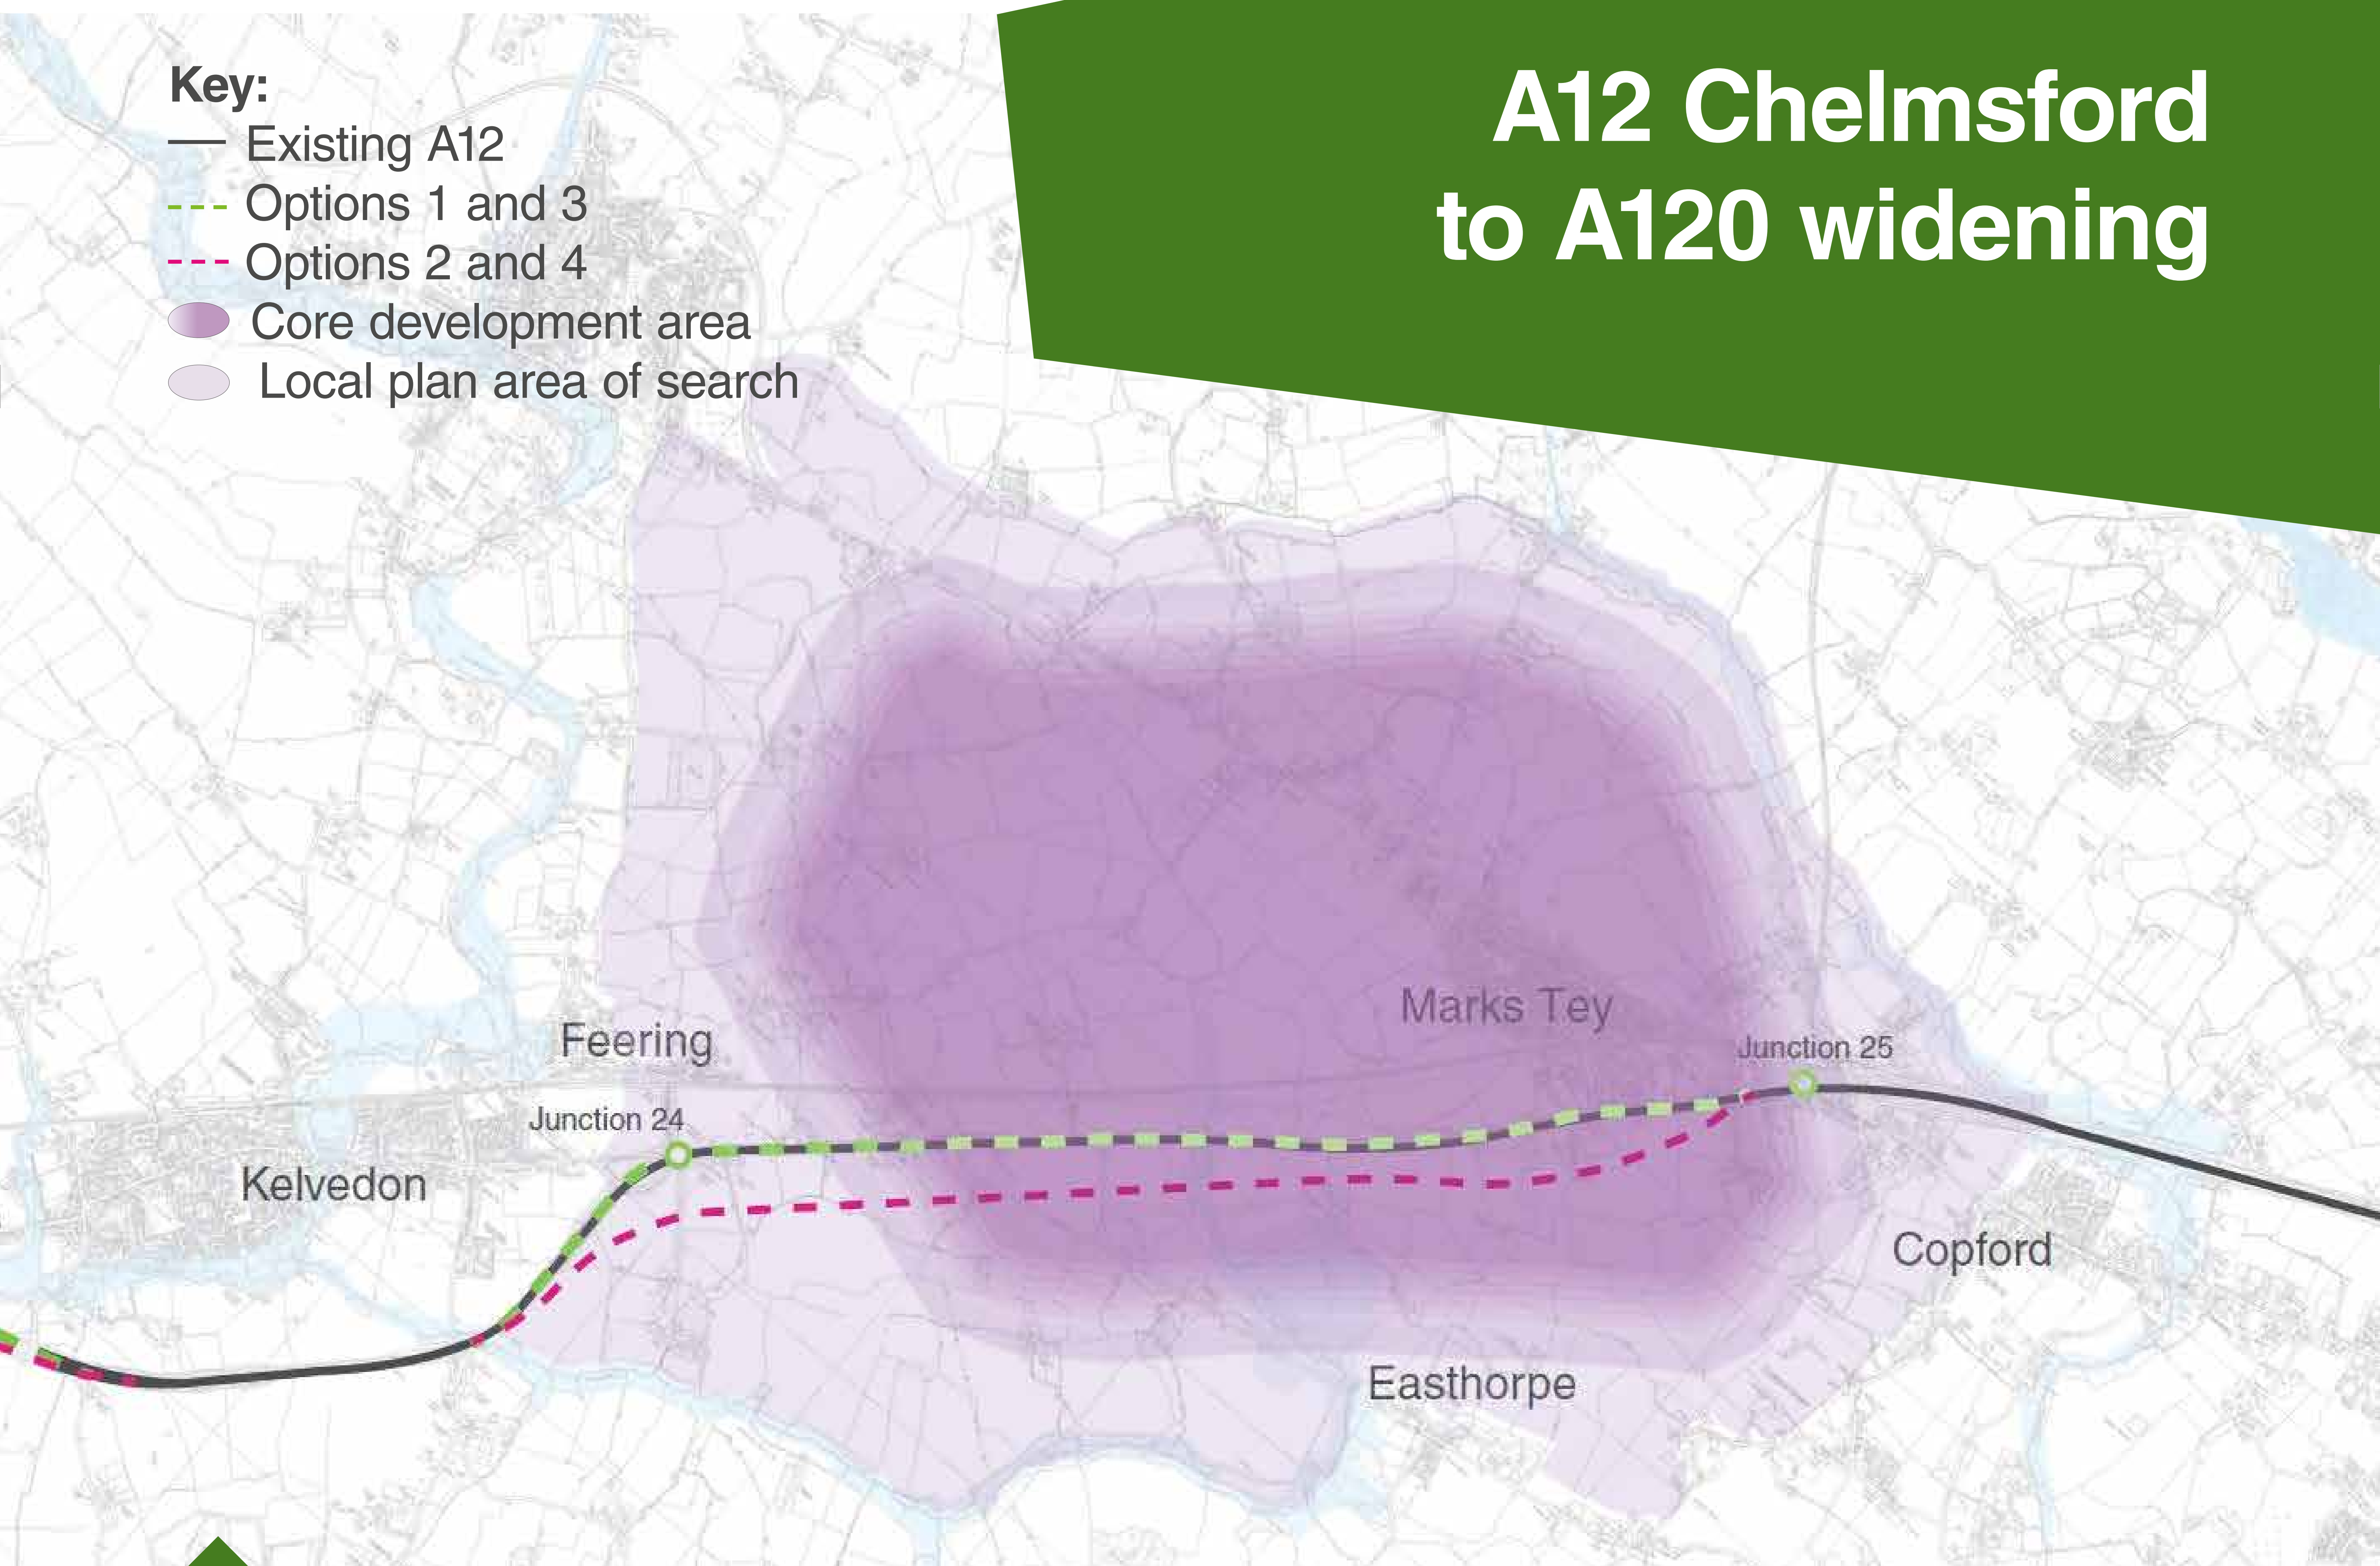 A12 Chelmsford
to A120 widening
Key:
Existing A12
Options 1 and 3
Options 2 and 4
Core development area
Local plan area of search
Marks Tey
Feering
Junction 25
Junction 24
Kelvedon
Copford
Easthorpe